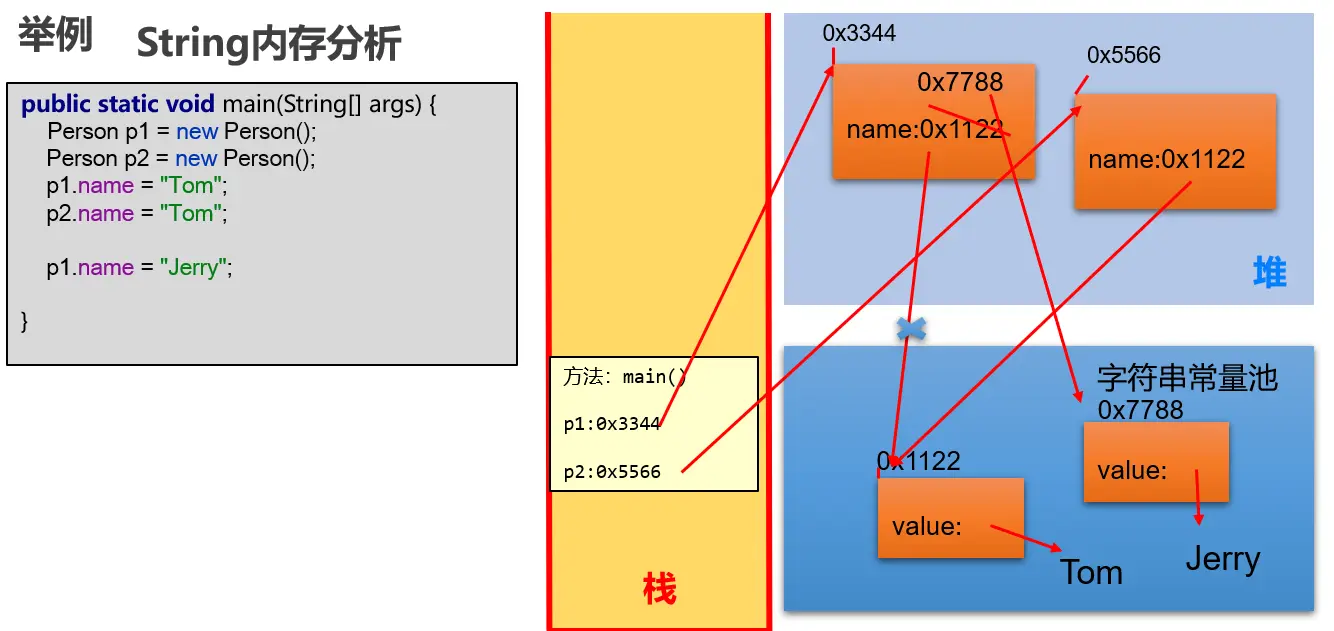 举例 String内存分析
public static void main(String[] args) {
Person p1 = new Person();
Person p2 = new Person();
p1.name = "Tom";
p2.name = "Tom";
p1.name = "Jerry";
}
方法：main()
p1:0x3344
p2:0x5566
栈
0x3344
0x7788
name:0x1122
0x5566
name:0x1122
堆
字符串常量池
0x7788
value:
Jerry
0x1122
value:
Tom